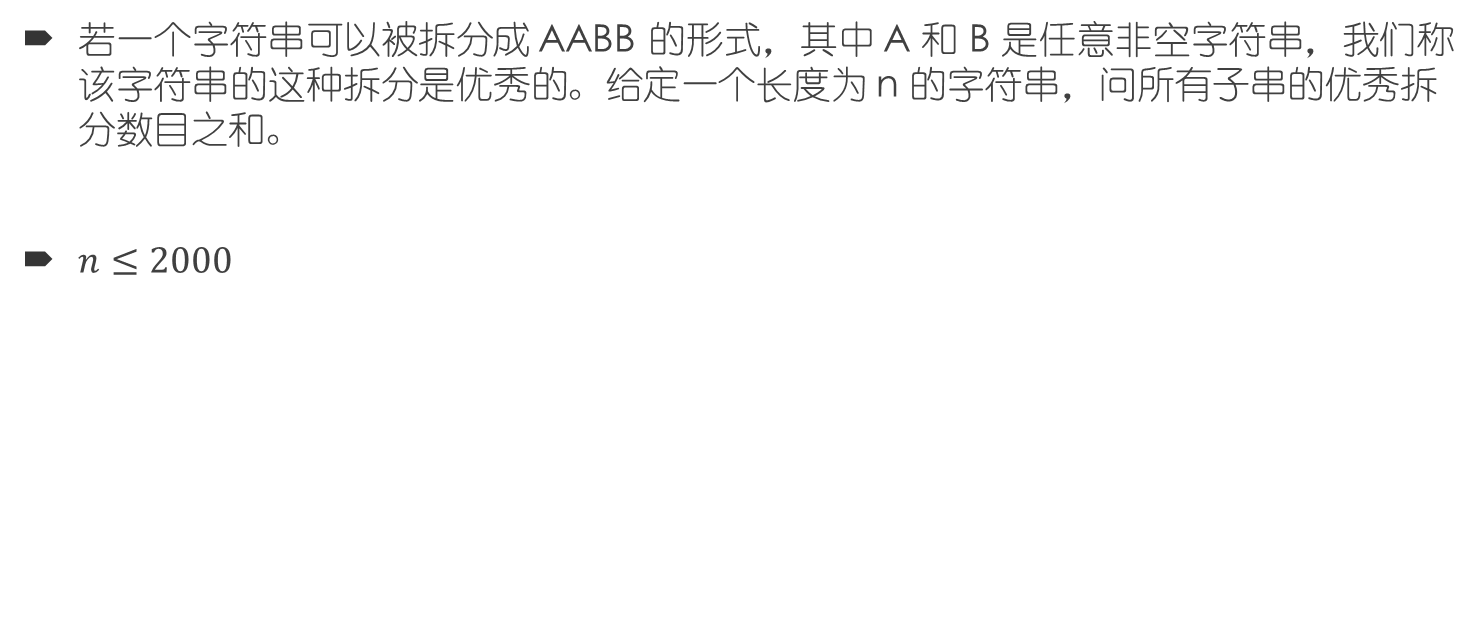 若一个字符串可以被拆分成 AABB 的形式，其中 A 和 B 是任意非空字符串，我们称
该字符串的这种拆分是优秀的。给定一个长度为 n 的字符串，问所有子串的优秀拆
分数目之和。
n ≤ 2000